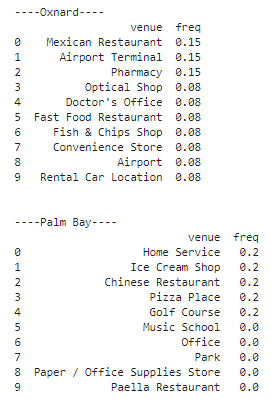 ----Oxnard----
venue freq
0 Mexican Restaurant 0.15
1 Airport Terminal 0.15
2 Pharmacy 0.15
3 Optical Shop 0.08
4 Doctor's Office 0.08
5 Fast Food Restaurant 0.08
6 Fish & Chips Shop 0.08
7 Convenience Store 0.08
8 Airport 0.08
9 Rental Car Location 0.08
----Palm Bay----
venue freq
0 Home Service 0.2
1 Ice Cream Shop 0.2
2 Chinese Restaurant 0.2
3 Pizza Place 0.2
4 Golf Course 0.2
5 Music School 0.0
6 Office 0.0
7 Park 0.0
8 Paper / Office Supplies Store 0.0
9 Paella Restaurant 0.0